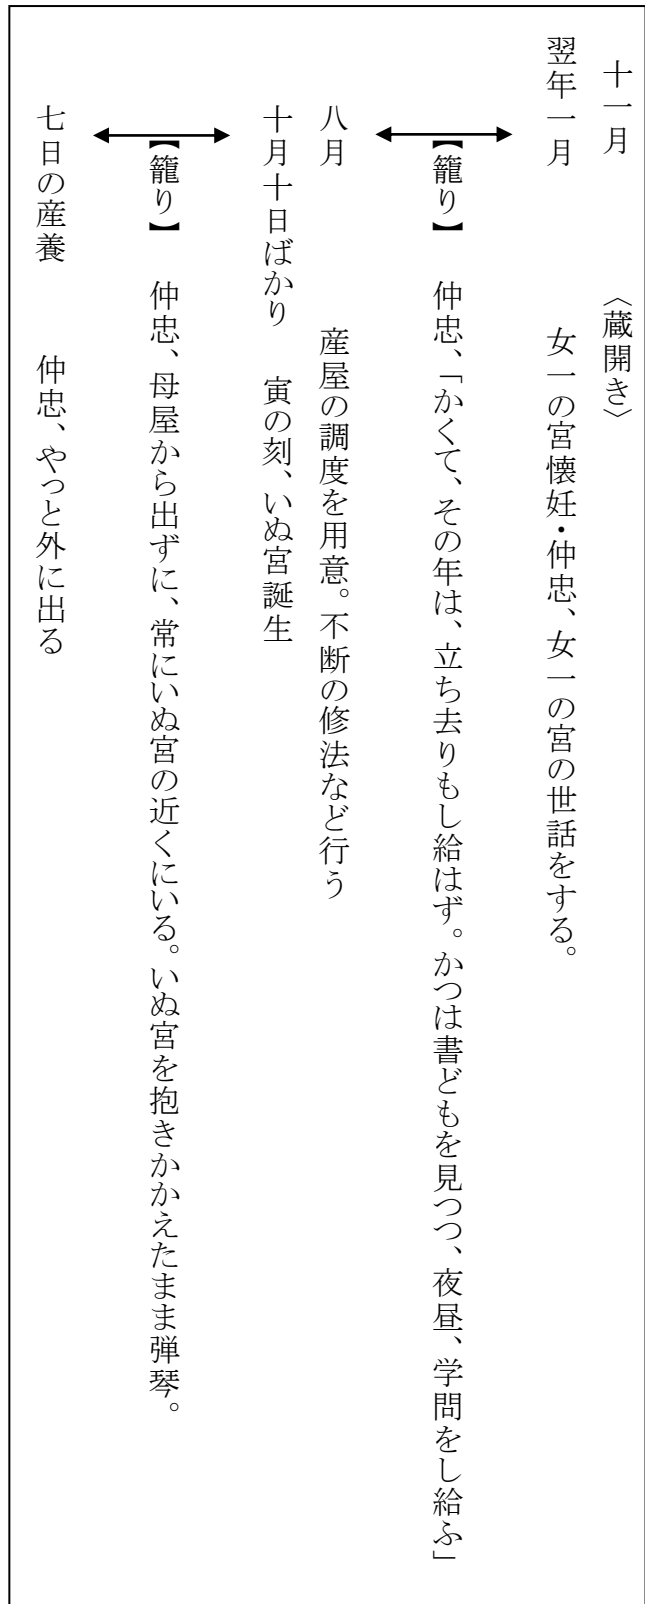 十一月　〈蔵開き〉
翌年一月　女一の宮懐妊・仲忠、女一の宮の世話をする。
【籠り】　仲忠、「かくて、その年は、立ち去りもし給はず。かつは書どもを見つつ、夜昼、学問をし給ふ」
八月　産屋の調度を用意。不断の修法など行う
十月十日ばかり　寅の刻、いぬ宮誕生
【籠り】　仲忠、母屋から出ずに、常にいぬ宮の近くにいる。いぬ宮を抱きかかえたまま弾琴。
七日の産養　仲忠、やっと外に出る